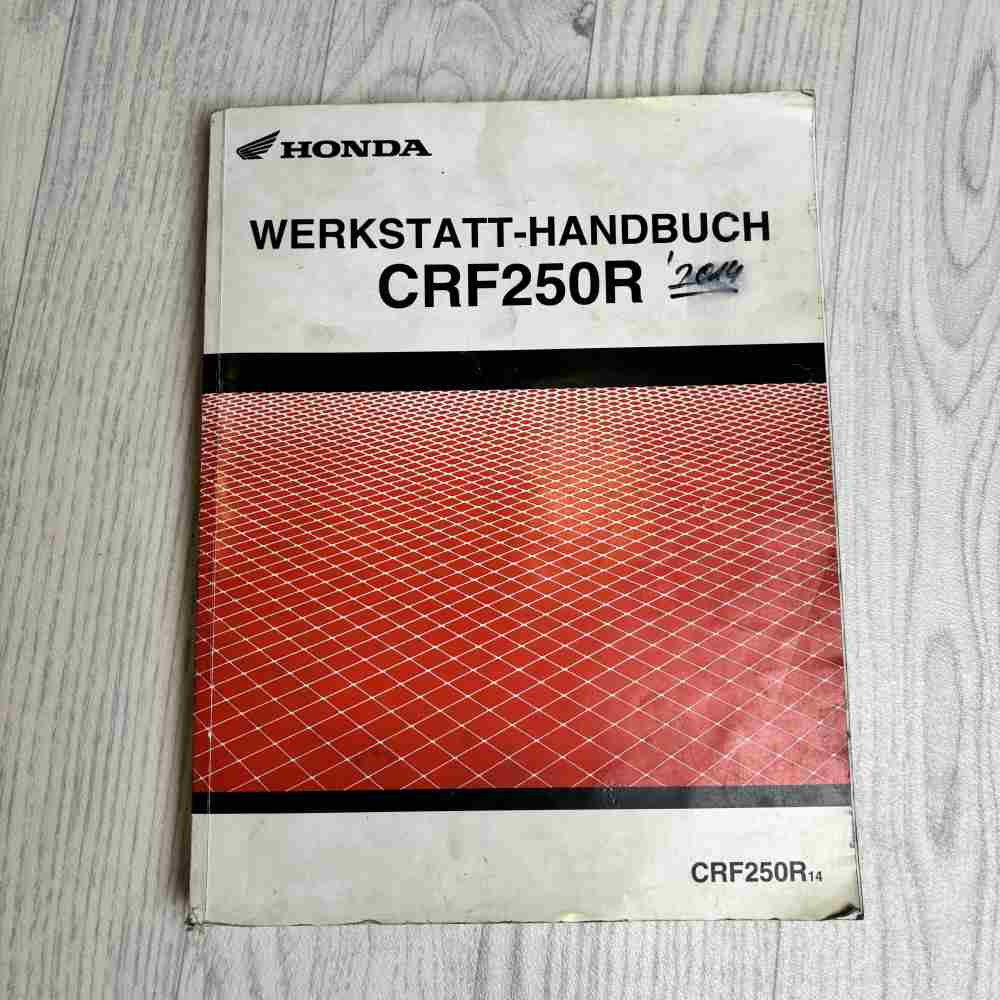 HONDA
WERKSTATT-HANDBUCH
CRF250R '2014
CRF250R14